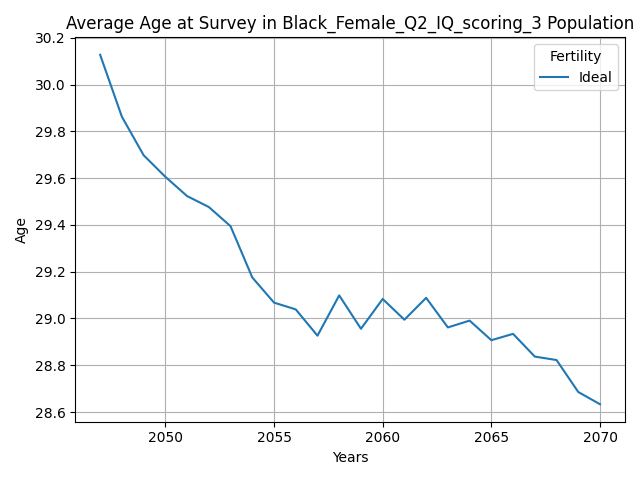 Average Age at Survey in Black_Female_Q2_IQ_scoring_3 Population
30.2
30.0
29.8
29.6
29.4
29.2
29.0
28.8
28.6
Age
Fertility
Ideal
2050 2055 2060 2065 2070
Years